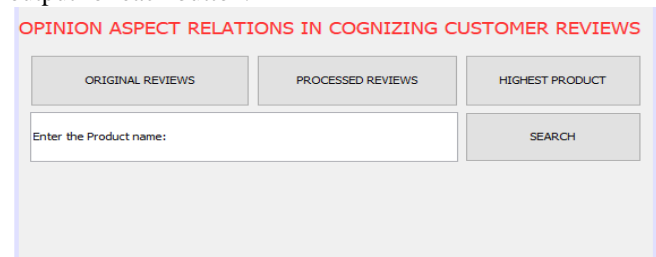 OPINION ASPECT RELATIONS IN COGNIZING CUSTOMER REVIEWS
ORIGINAL REVIEWS PROCESSED REVIEWS HIGHEST PRODUCT
Enter the Product name: SEARCH